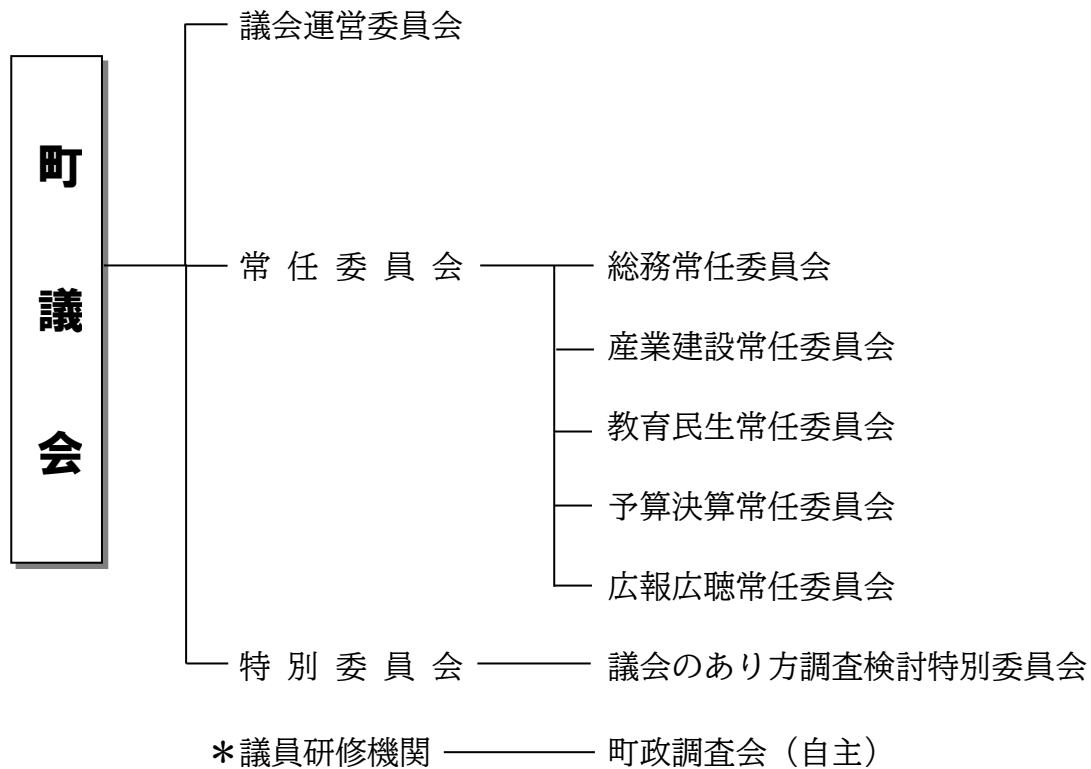 町議会
議会運営委員会
常任委員会
総務常任委員会
産業建設常任委員会
教育民生常任委員会
予算決算常任委員会
広報広聴常任委員会
特別委員会
議会のあり方調査検討特別委員会
＊議員研修機関
町政調査会（自主）